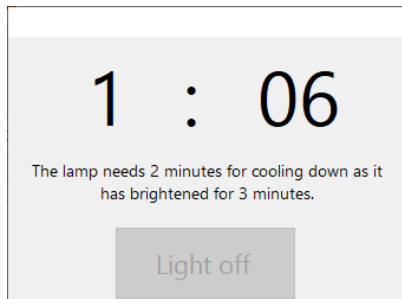 1 : 06
The lamp needs 2 minutes for cooling down as it
has brightened for 3 minutes.
Light off